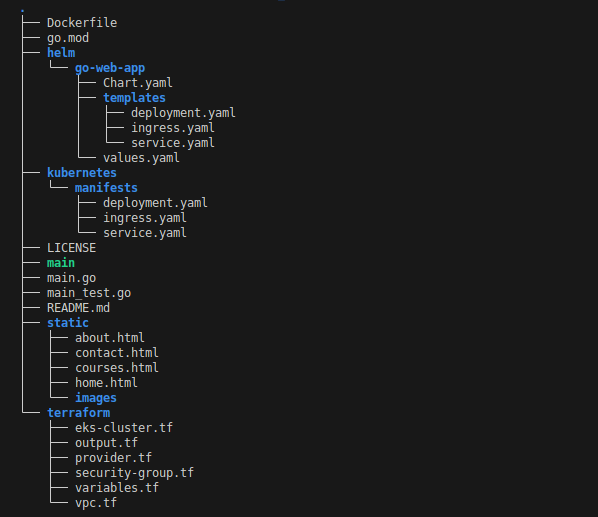 .
├── Dockerfile
├── go.mod
├── helm
│   └── go-web-app
│       ├── Chart.yaml
│       ├── templates
│       │   ├── deployment.yaml
│       │   ├── ingress.yaml
│       │   └── service.yaml
│       └── values.yaml
├── kubernetes
│   └── manifests
│       ├── deployment.yaml
│       ├── ingress.yaml
│       └── service.yaml
├── LICENSE
├── main
├── main.go
├── main_test.go
├── README.md
├── static
│   ├── about.html
│   ├── contact.html
│   ├── courses.html
│   ├── home.html
│   └── images
└── terraform
    ├── eks-cluster.tf
    ├── output.tf
    ├── provider.tf
    ├── security-group.tf
    ├── variables.tf
    └── vpc.tf